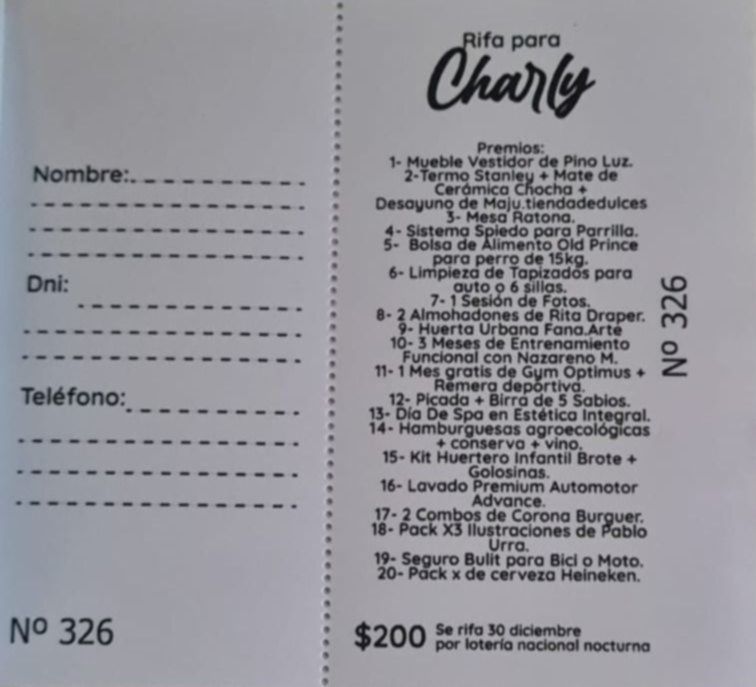 Nombre:
Dni:
Teléfono:
Nº 326
Rifa para
Charly
Premios:
1- Mueble Vestidor de Pino Luz.
2-Termo Stanley + Mate de
Cerámica Chocha +
Desayuno de Maju.tiendadedulces
3- Mesa Ratona.
4- Sistema Spiedo para Parrilla.
5- Bolsa de Alimento Old Prince
para perro de 15kg.
6- Limpieza de Tapizados para
auto o 6 sillas.
7- 1 Sesión de Fotos.
8- 2 Almohadones de Rita Draper.
9- Huerta Urbana Fana.Arte
10- 3 Meses de Entrenamiento
Funcional con Nazareno M.
11- 1 Mes gratis de Gym Optimus +
Remera deportiva.
12- Picada + Birra de 5 Sabios.
13- Día De Spa en Estética Integral.
14- Hamburguesas agroecológicas
+ conserva + vino.
15- Kit Huertero Infantil Brote +
Golosinas.
16- Lavado Premium Automotor
Advance.
17- 2 Combos de Corona Burguer.
18- Pack X3 Ilustraciones de Pablo
Urra.
19- Seguro Bulit para Bici o Moto.
20- Pack x de cerveza Heineken.
Nº 326
$200 Se rifa 30 diciembre
por lotería nacional nocturna